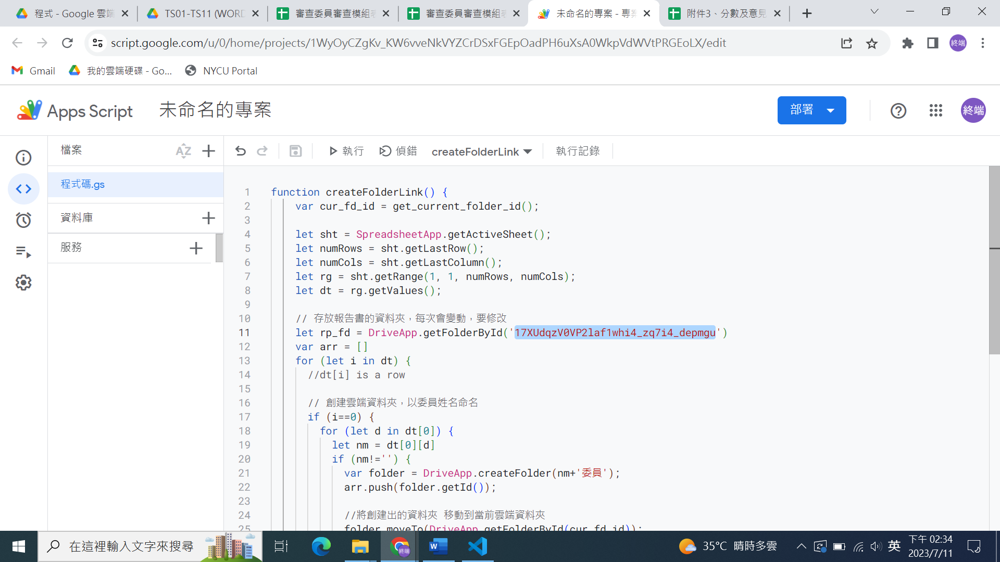 程式 - Google 雲端
TS01-TS11 (WORD
審查委員審查模組表
審查委員審查模組表
未命名的專案 - 專案
附件3、分數及意見
script.google.com/u/0/home/projects/1WyOyCZgKv_KW6vveNkVYZCrDSxFGEpOadPH6uXsA0WkpVdWVtPRGEoLX/edit
終端
Gmail
我的雲端硬碟 - Go...
NYCU Portal
Apps Script
未命名的專案
部署
終端
檔案
AZ
執行
偵錯
createFolderLink
執行記錄
程式碼.gs
資料庫
服務
1 function createFolderLink() {
2 var cur_fd_id = get_current_folder_id();
3
4 let sht = SpreadsheetApp.getActiveSheet();
5 let numRows = sht.getLastRow();
6 let numCols = sht.getLastColumn();
7 let rg = sht.getRange(1, 1, numRows, numCols);
8 let dt = rg.getValues();
9
10 // 存放報告書的資料夾，每次會變動，要修改
11 let rp_fd = DriveApp.getFolderById('17XUdqzV0VP2laf1whi4_zq7i4_depmgu')
12 var arr = []
13 for (let i in dt) {
14 //dt[i] is a row
15
16 // 創建雲端資料夾，以委員姓名命名
17 if (i==0) {
18 for (let d in dt[0]) {
19 let nm = dt[0][d]
20 if (nm!='') {
21 var folder = DriveApp.createFolder(nm+'委員');
22 arr.push(folder.getId());
23
24 //將創建出的資料夾 移動到當前雲端資料夾
25 folder.moveTo(DriveApp.getFolderById(cur_fd_id));
在這裡輸入文字來搜尋
終端
35°C 晴時多雲
英
下午 02:34
2023/7/11